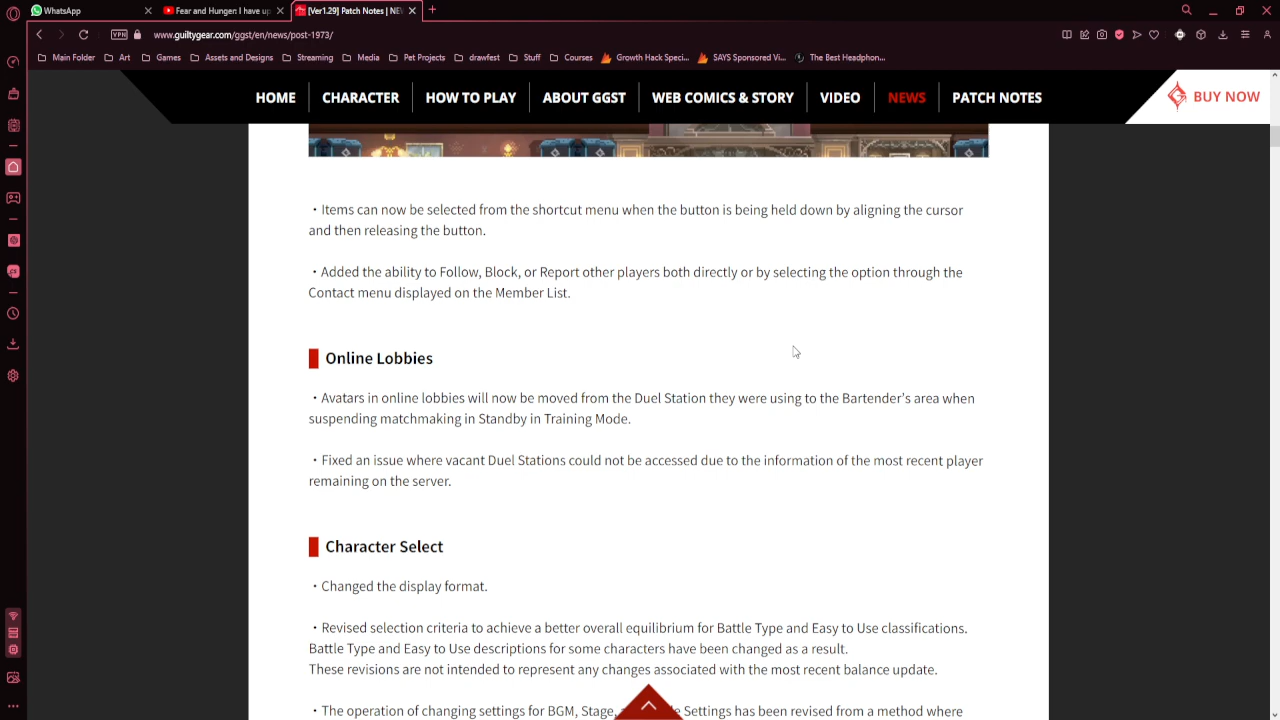 WhatsApp
Fear and Hunger: I have up
[Ver1.29] Patch Notes | NE
VPN
www.guiltygear.com/ggst/en/news/post-1973/
Main Folder
Art
Games
Assets and Designs
Streaming
Media
Pet Projects
drawfest
Stuff
Courses
Growth Hack Speci...
SAYS Sponsored Vi...
The Best Headphon...
HOME
CHARACTER
HOW TO PLAY
ABOUT GGST
WEB COMICS & STORY
VIDEO
NEWS
PATCH NOTES
BUY NOW
・Items can now be selected from the shortcut menu when the button is being held down by aligning the cursor
and then releasing the button.
・Added the ability to Follow, Block, or Report other players both directly or by selecting the option through the
Contact menu displayed on the Member List.
Online Lobbies
・Avatars in online lobbies will now be moved from the Duel Station they were using to the Bartender’s area when
suspending matchmaking in Standby in Training Mode.
・Fixed an issue where vacant Duel Stations could not be accessed due to the information of the most recent player
remaining on the server.
Character Select
・Changed the display format.
・Revised selection criteria to achieve a better overall equilibrium for Battle Type and Easy to Use classifications.
Battle Type and Easy to Use descriptions for some characters have been changed as a result.
These revisions are not intended to represent any changes associated with the most recent balance update.
・The operation of changing settings for BGM, Stage, Settings has been revised from a method where